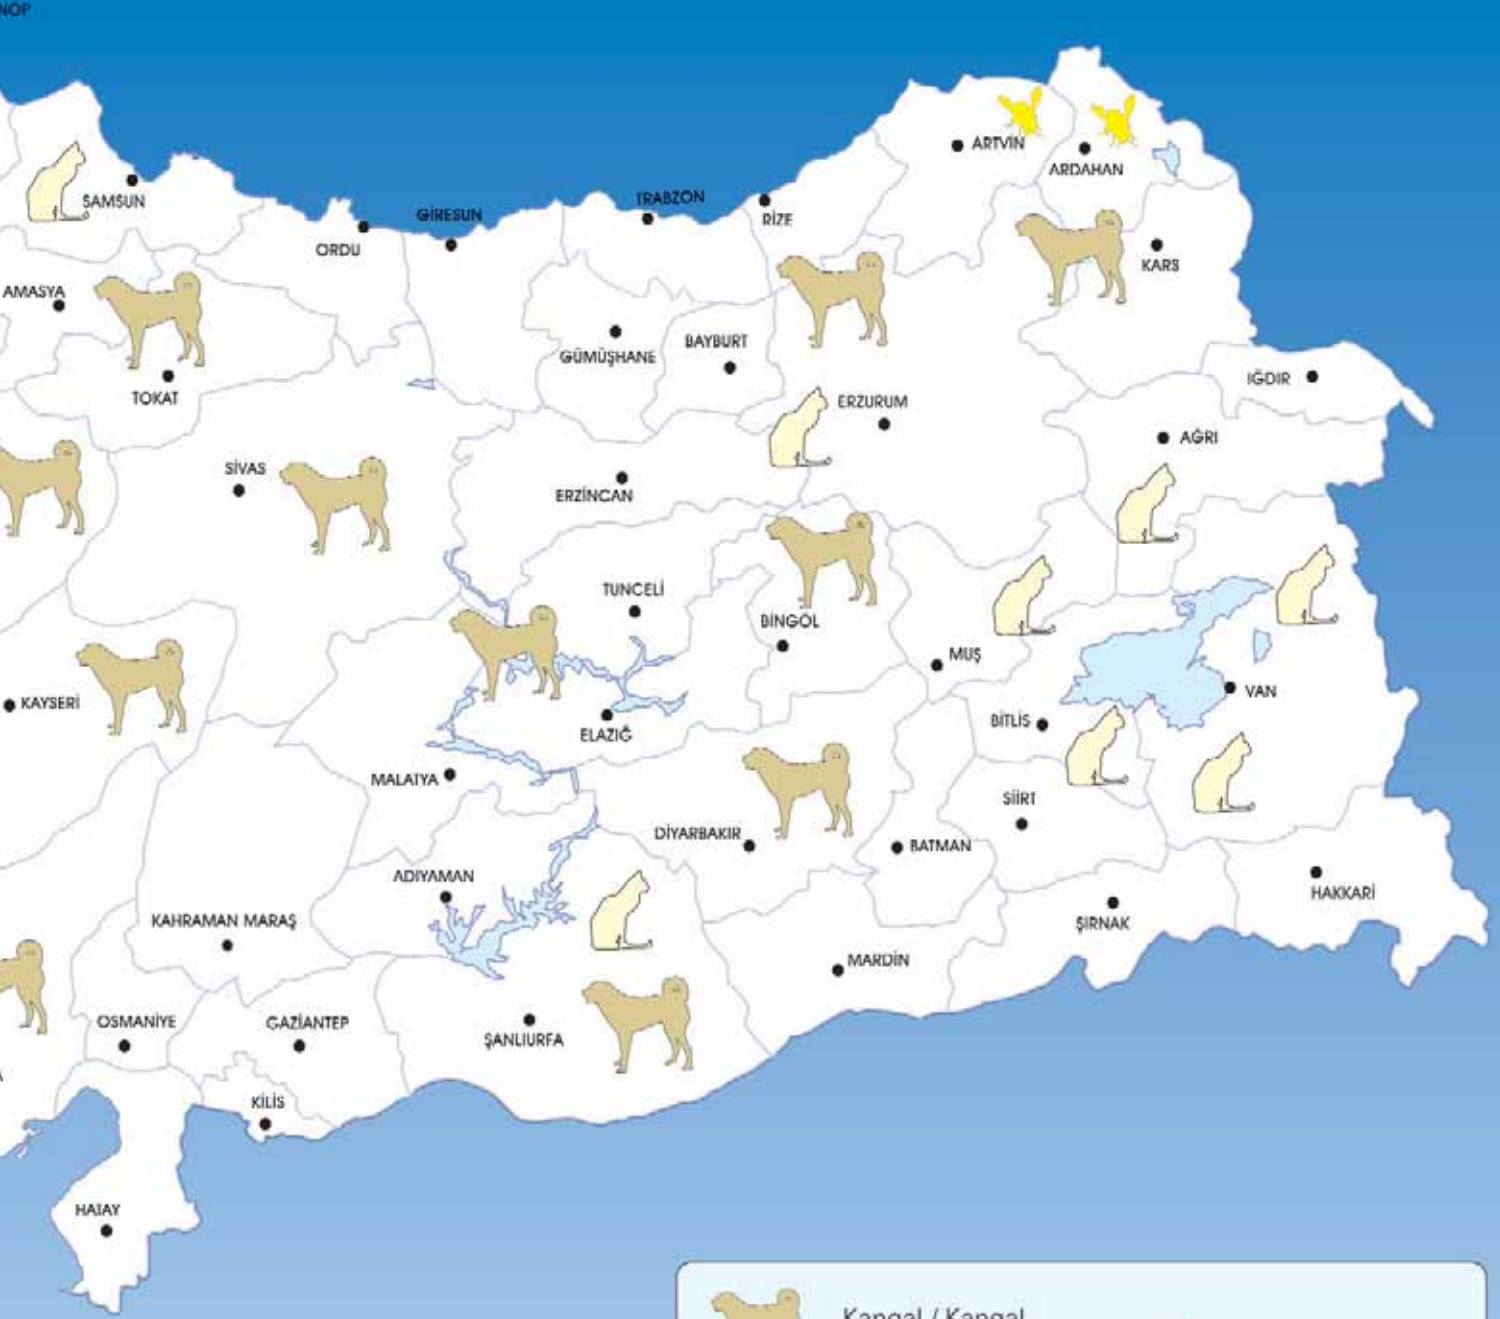 NOP
ARTVİN
ARDAHAN
SAMSUN
TRABZON
GİRESUN
RİZE
ORDU
KARS
AMASYA
GÜMÜŞHANE
BAYBURT
IĞDIR
TOKAT
ERZURUM
AĞRI
SİVAS
ERZİNCAN
TUNCELİ
BİNGÖL
MUŞ
KAYSERİ
VAN
BİTLİS
ELAZIĞ
MALATYA
SİİRT
DİYARBAKIR
BATMAN
ADIYAMAN
HAKKARİ
KAHRAMAN MARAŞ
ŞIRNAK
MARDİN
OSMANİYE
GAZİANTEP
ŞANLIURFA
KİLİS
HATAY
Kangal / Kangal